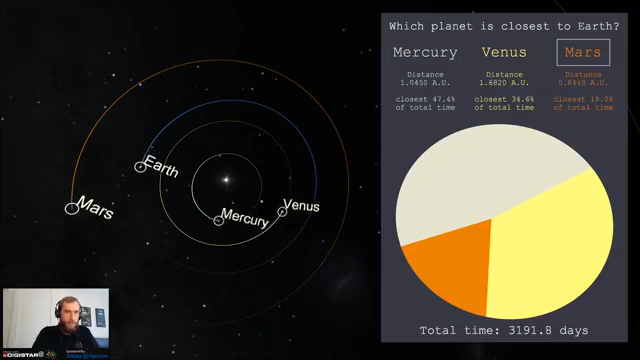 Which planet is closest to Earth?
Mercury Venus Mars
Distance Distance Distance
1.0450 A.U. 1.6820 A.U. 0.8440 A.U.
closest 47.4% closest 34.6% closest 18.0%
of total time of total time of total time
Earth
Mars
Mercury
Venus
Total time: 3191.8 days
DIGISTAR